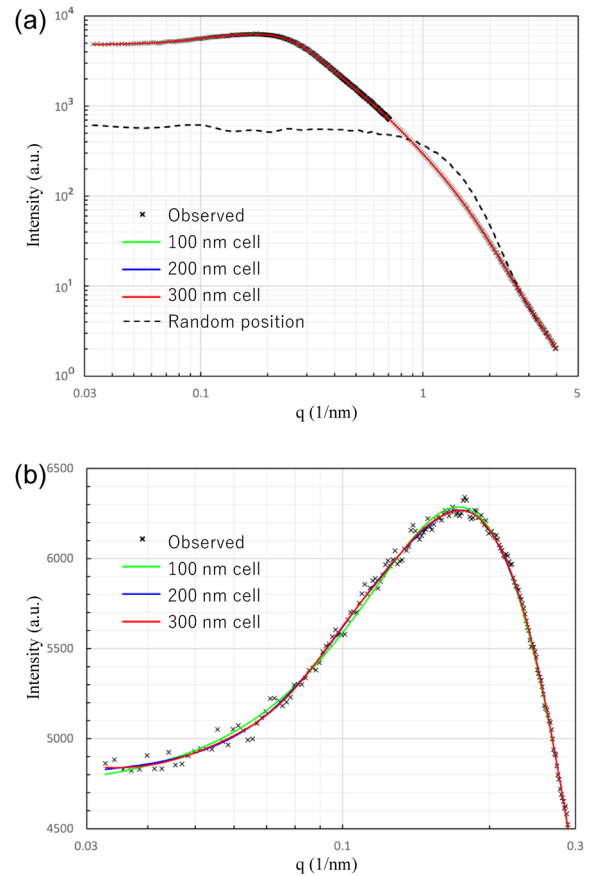 (a)
10⁴
10³
10²
10¹
10⁰
Intensity (a.u.)
Observed
100 nm cell
200 nm cell
300 nm cell
Random position
0.03 0.1 1 5
q (1/nm)
(b)
6500
6000
5500
5000
4500
Intensity (a.u.)
Observed
100 nm cell
200 nm cell
300 nm cell
0.03 0.1 0.3
q (1/nm)